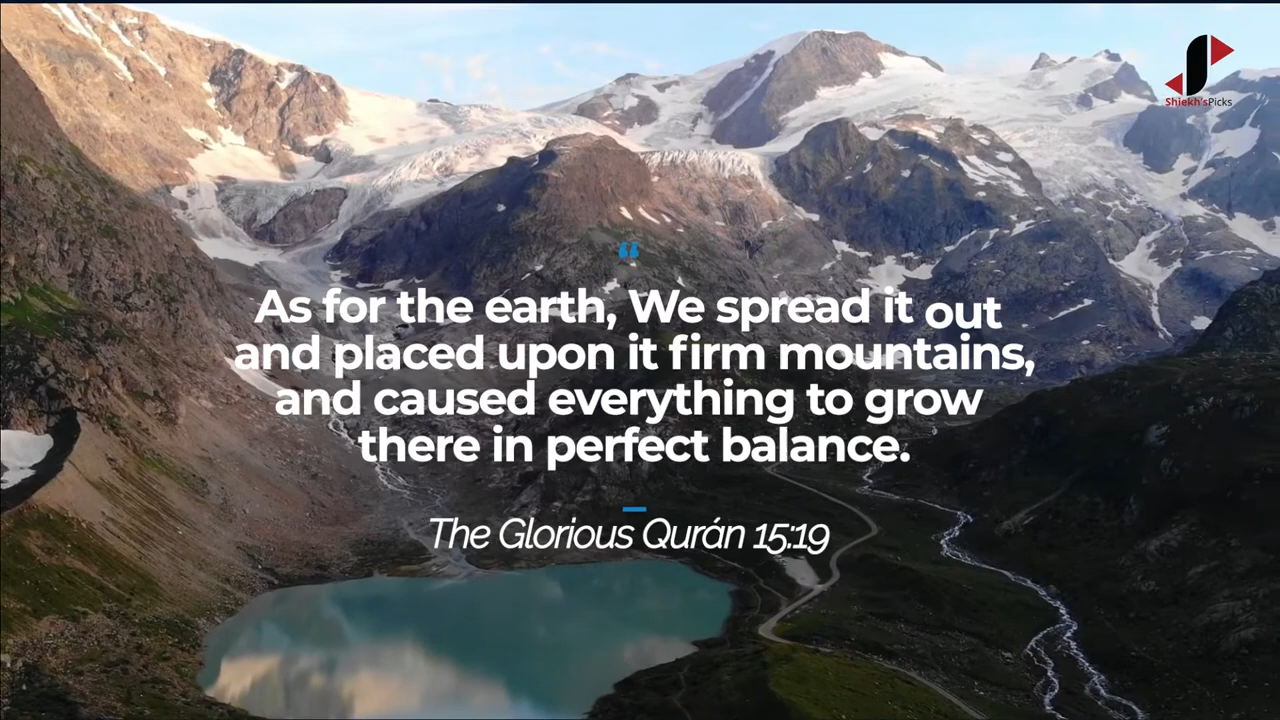 Shiekh'sPicks
“
As for the earth, We spread it out
and placed upon it firm mountains,
and caused everything to grow
there in perfect balance.
The Glorious Qurán 15:19